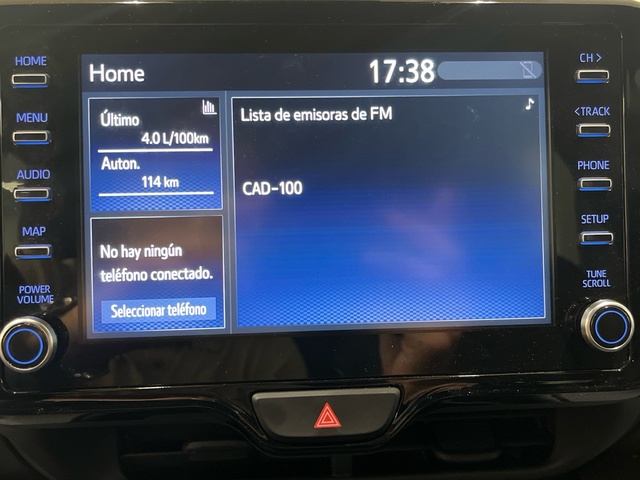 HOME
MENU
AUDIO
MAP
POWER
VOLUME
Home
17:38
Último
4.0 L/100km
Auton.
114 km
No hay ningún
teléfono conectado.
Seleccionar teléfono
Lista de emisoras de FM
CAD-100
CH >
<TRACK
PHONE
SETUP
TUNE
SCROLL